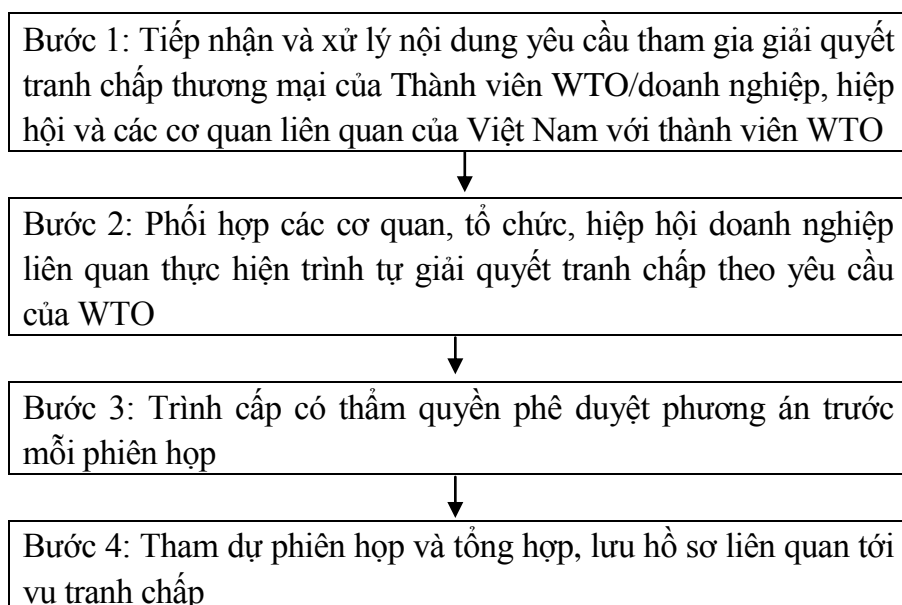 Bước 1: Tiếp nhận và xử lý nội dung yêu cầu tham gia giải quyết
tranh chấp thương mại của Thành viên WTO/doanh nghiệp, hiệp
hội và các cơ quan liên quan của Việt Nam với thành viên WTO
Bước 2: Phối hợp các cơ quan, tổ chức, hiệp hội doanh nghiệp
liên quan thực hiện trình tự giải quyết tranh chấp theo yêu cầu
của WTO
Bước 3: Trình cấp có thẩm quyền phê duyệt phương án trước
mỗi phiên họp
Bước 4: Tham dự phiên họp và tổng hợp, lưu hồ sơ liên quan tới
vụ tranh chấp